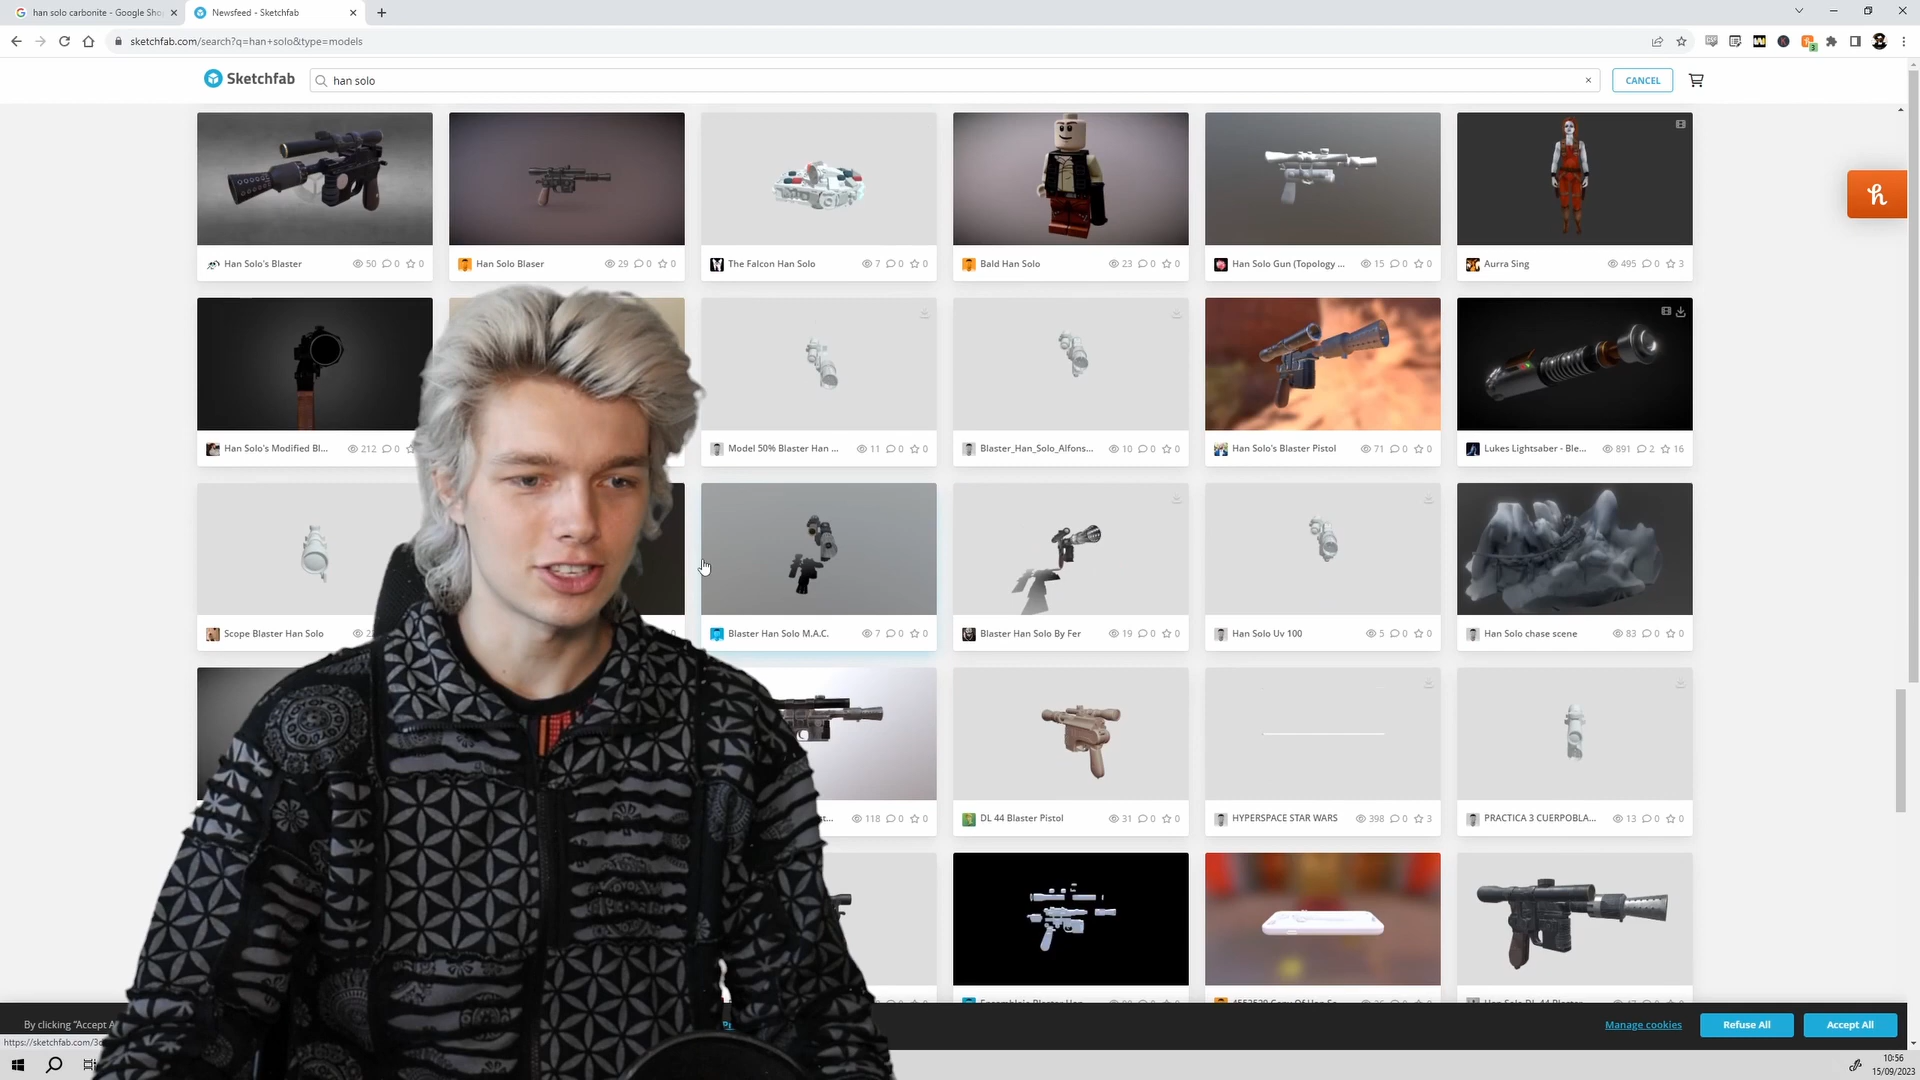 han solo carbonite - Google Sho
Newsfeed - Sketchfab
sketchfab.com/search?q=han+solo&type=models
Sketchfab
han solo
CANCEL
Han Solo's Blaster 50 0 0
Han Solo Blaser 29 0 0
The Falcon Han Solo 7 0 0
Bald Han Solo 23 0 0
Han Solo Gun (Topology ... 15 0 0
Aurra Sing 495 0 3
Han Solo's Modified Bl... 212 0
Model 50% Blaster Han ... 11 0 0
Blaster_Han_Solo_Alfons... 10 0 0
Han Solo's Blaster Pistol 71 0 0
Lukes Lightsaber - Ble... 891 2 16
Scope Blaster Han Solo
Blaster Han Solo M.A.C. 7 0 0
Blaster Han Solo By Fer 19 0 0
Han Solo Uv 100 5 0 0
Han Solo chase scene 83 0 0
118 0 0
DL 44 Blaster Pistol 31 0 0
HYPERSPACE STAR WARS 398 0 3
PRACTICA 3 CUERPOBLA... 13 0 0
By clicking "Accept A
Manage cookies
Refuse All
Accept All
https://sketchfab.com/3d
10:56
15/09/2023